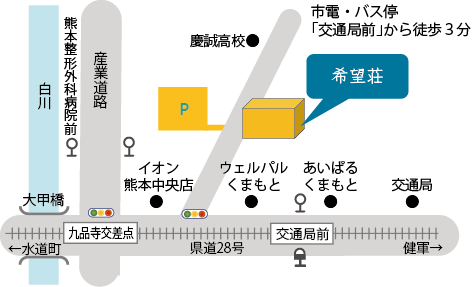 市電・バス停
「交通局前」から徒歩3分
慶誠高校
希望荘
P
熊本整形外科病院前
産業道路
白川
イオン
熊本中央店
ウェルパル
くまもと
あいぱる
くまもと
交通局
大甲橋
九品寺交差点
交通局前
←水道町
県道28号
健軍→